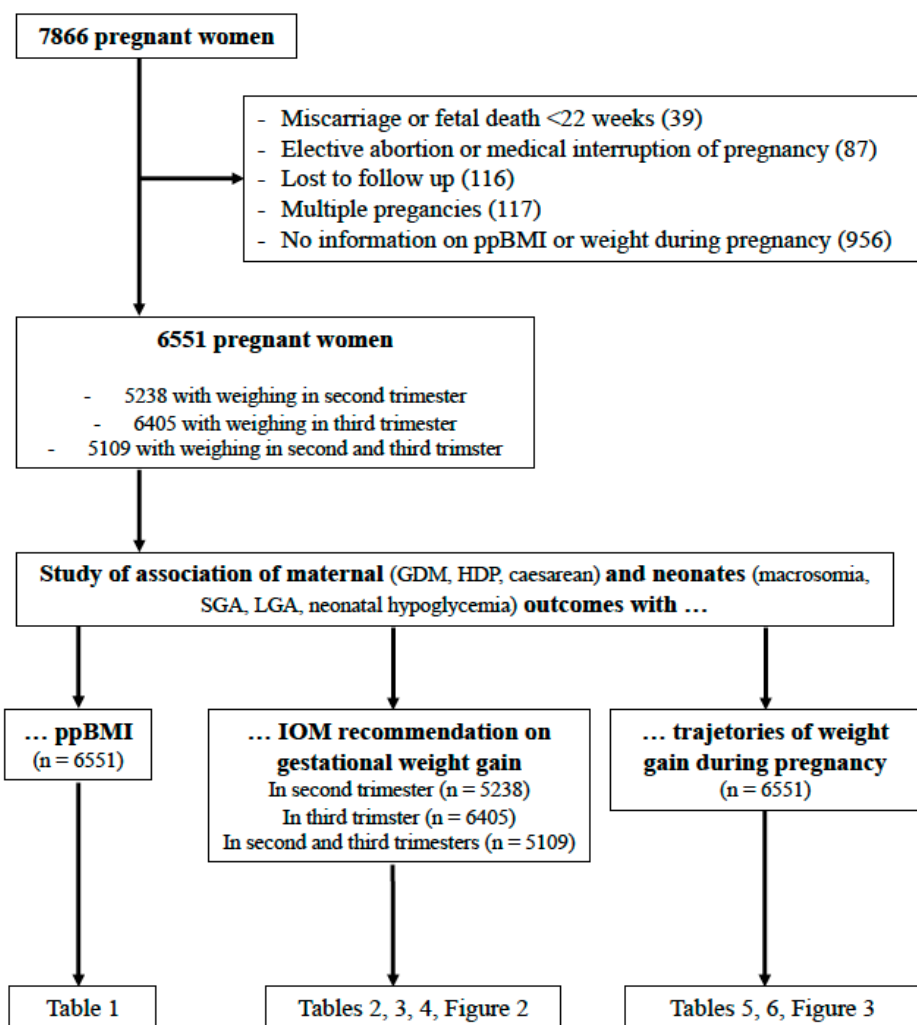 7866 pregnant women
- Miscarriage or fetal death <22 weeks (39)
- Elective abortion or medical interruption of pregnancy (87)
- Lost to follow up (116)
- Multiple pregancies (117)
- No information on ppBMI or weight during pregnancy (956)
6551 pregnant women
- 5238 with weighing in second trimester
- 6405 with weighing in third trimester
- 5109 with weighing in second and third trimster
Study of association of maternal (GDM, HDP, caesarean) and neonates (macrosomia,
SGA, LGA, neonatal hypoglycemia) outcomes with ...
... ppBMI
(n = 6551)
... IOM recommendation on
gestational weight gain
In second trimester (n = 5238)
In third trimster (n = 6405)
In second and third trimesters (n = 5109)
... trajetories of weight
gain during pregnancy
(n = 6551)
Table 1
Tables 2, 3, 4, Figure 2
Tables 5, 6, Figure 3